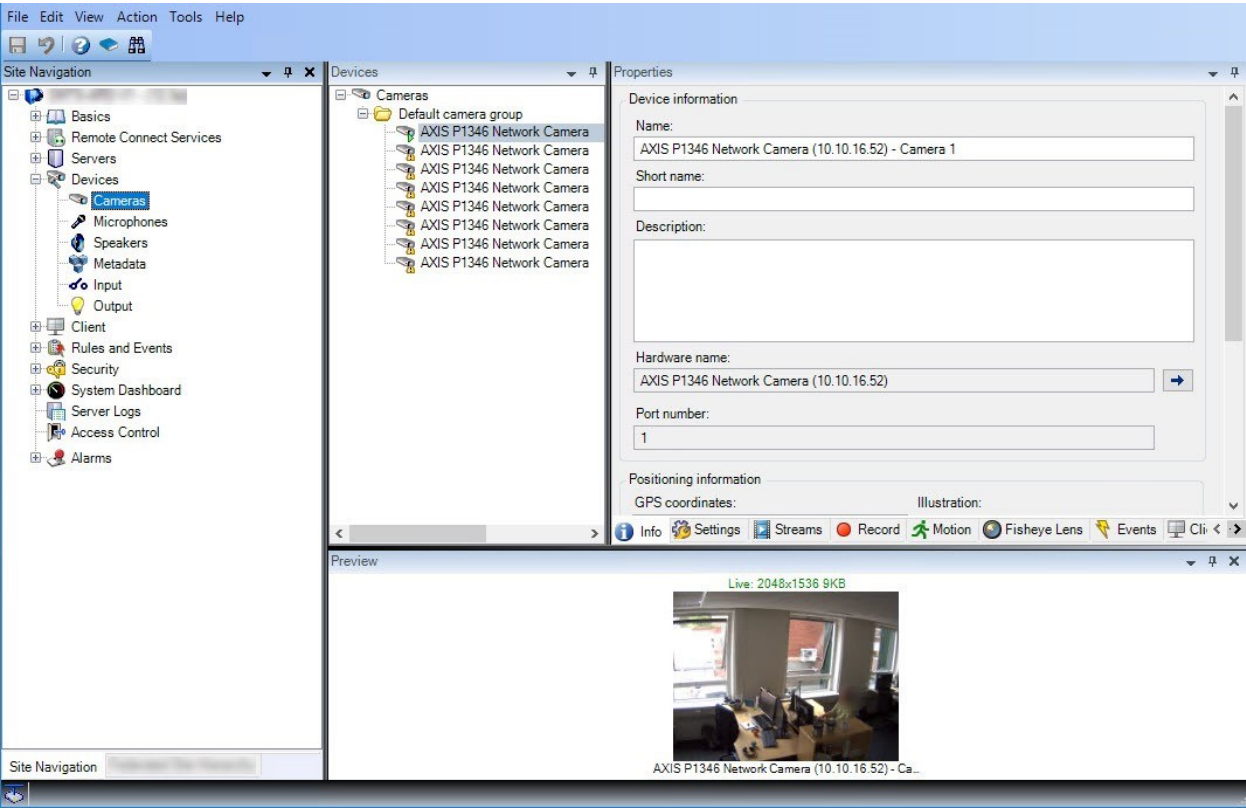 File Edit View Action Tools Help
Site Navigation
Basics
Remote Connect Services
Servers
Devices
Cameras
Microphones
Speakers
Metadata
Input
Output
Client
Rules and Events
Security
System Dashboard
Server Logs
Access Control
Alarms
Site Navigation
Devices
Cameras
Default camera group
AXIS P1346 Network Camera
AXIS P1346 Network Camera
AXIS P1346 Network Camera
AXIS P1346 Network Camera
AXIS P1346 Network Camera
AXIS P1346 Network Camera
AXIS P1346 Network Camera
AXIS P1346 Network Camera
Properties
Device information
Name:
AXIS P1346 Network Camera (10.10.16.52) - Camera 1
Short name:
Description:
Hardware name:
AXIS P1346 Network Camera (10.10.16.52)
Port number:
1
Positioning information
GPS coordinates: Illustration:
Info Settings Streams Record Motion Fisheye Lens Events Cli
Preview
Live: 2048x1536 9KB
AXIS P1346 Network Camera (10.10.16.52) - Ca...